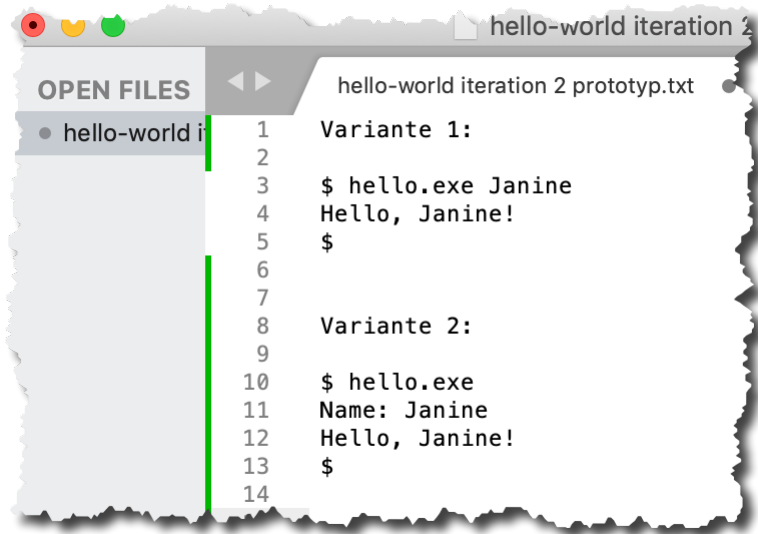 hello-world iteration 2
OPEN FILES
hello-world i
hello-world iteration 2 prototyp.txt
1 Variante 1:
2
3 $ hello.exe Janine
4 Hello, Janine!
5 $
6
7
8 Variante 2:
9
10 $ hello.exe
11 Name: Janine
12 Hello, Janine!
13 $
14